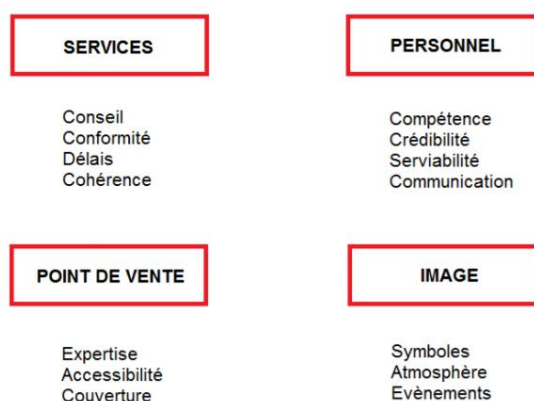 SERVICES
Conseil
Conformité
Délais
Cohérence
PERSONNEL
Compétence
Crédibilité
Serviabilité
Communication
POINT DE VENTE
Expertise
Accessibilité
Couverture
IMAGE
Symboles
Atmosphère
Evènements